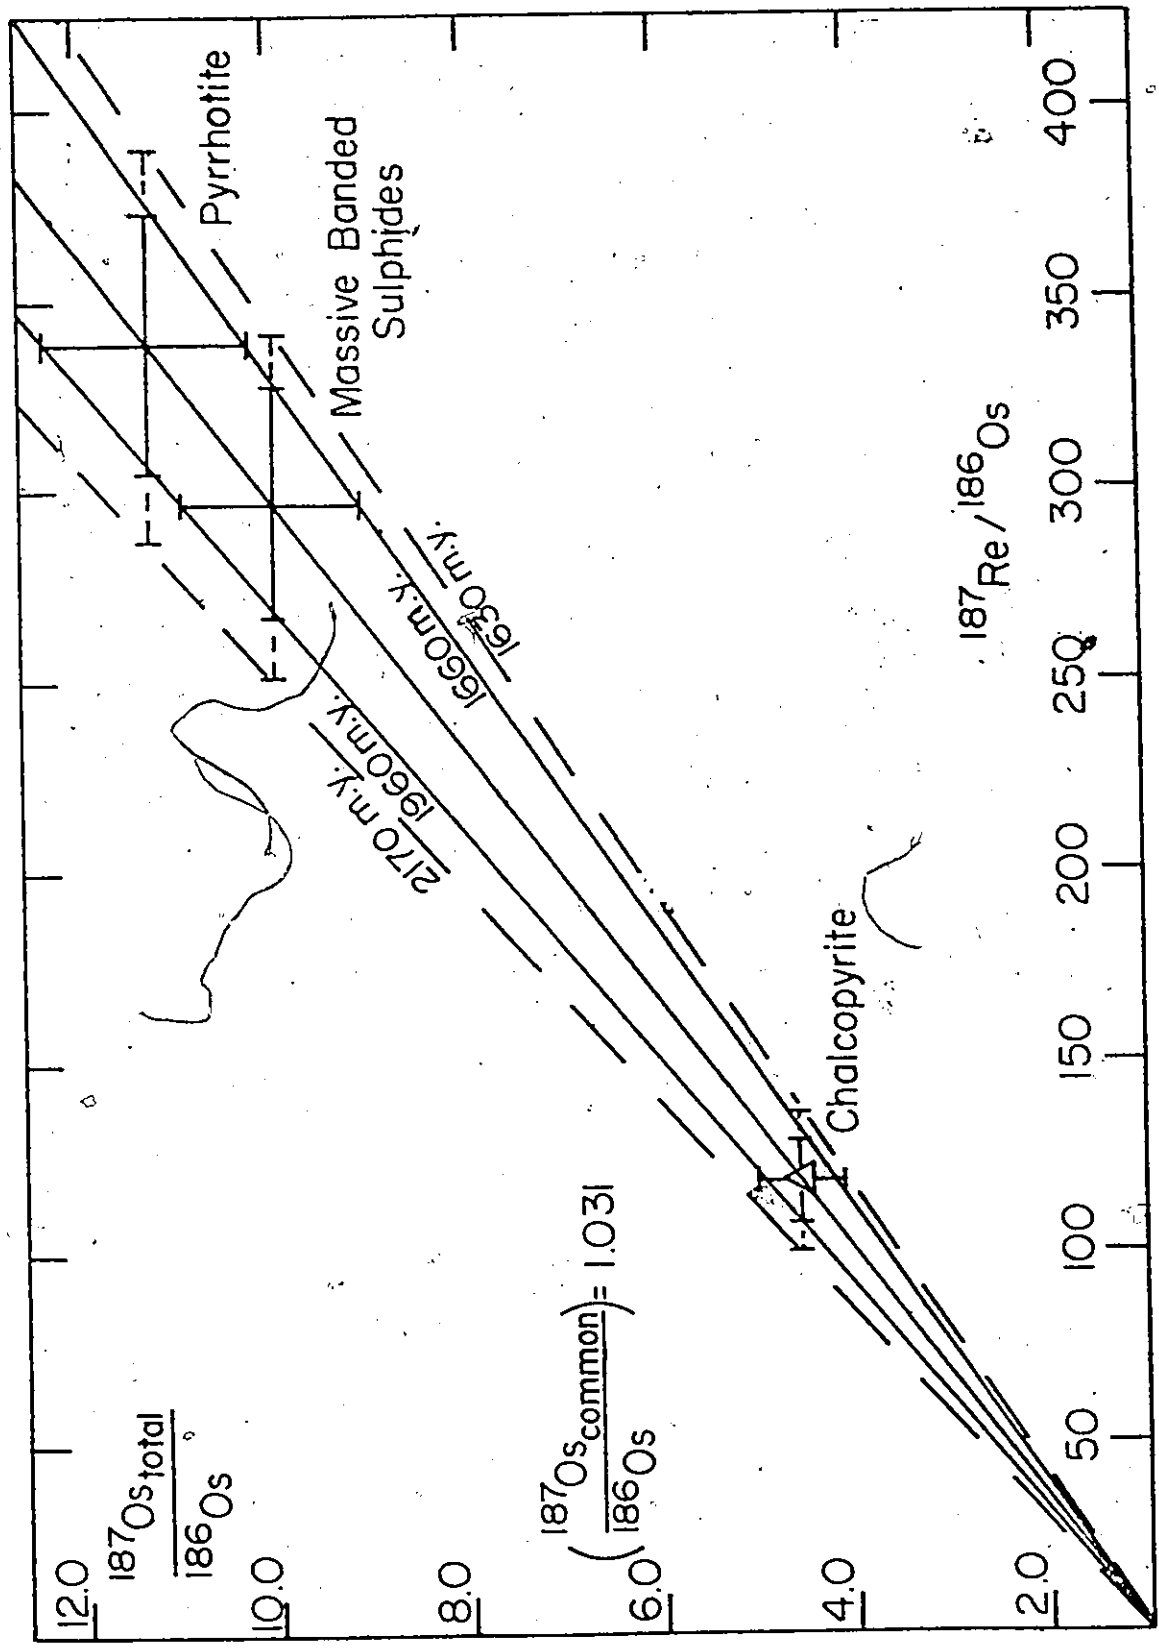 187Os total
186Os
(187Os common / 186Os) = 1.031
12.0
10.0
8.0
6.0
4.0
2.0
50
100
150
200
250
300
350
400
187Re/186Os
2170 m.y.
1960 m.y.
1660 m.y.
1630 m.y.
Chalcopyrite
Massive Banded
Sulphides
Pyrrhotite